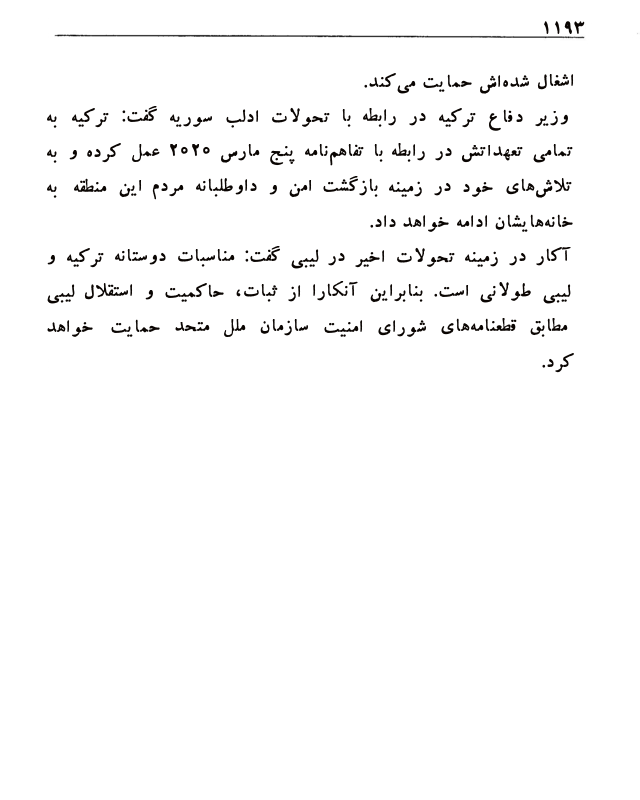 ۱۱۹۳
اشغال شده‌اش حمایت می‌کند.
وزیر دفاع ترکیه در رابطه با تحولات ادلب سوریه گفت: ترکیه به
تمامی تعهداتش در رابطه با تفاهم‌نامه پنج مارس ۲۰۲۰ عمل کرده و به
تلاش‌های خود در زمینه بازگشت امن و داوطلبانه مردم این منطقه به
خانه‌هایشان ادامه خواهد داد.
آکار در زمینه تحولات اخیر در لیبی گفت: مناسبات دوستانه ترکیه و
لیبی طولانی است. بنابراین آنکارا از ثبات، حاکمیت و استقلال لیبی
مطابق قطعنامه‌های شورای امنیت سازمان ملل متحد حمایت خواهد
کرد.